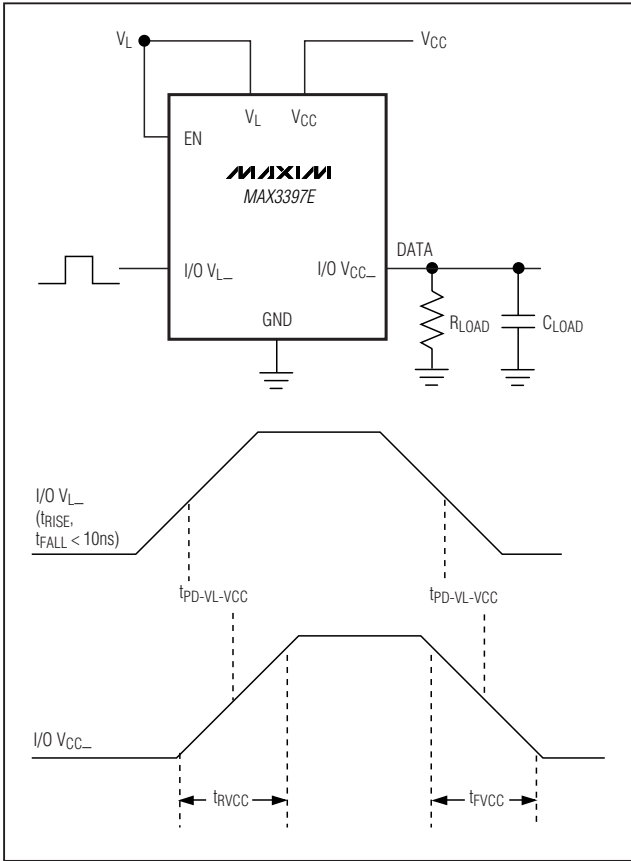 VL
VCC
VL VCC
EN
MAXIM
MAX3397E
DATA
I/O VL_ I/O VCC_
RLOAD CLOAD
GND
I/O VL_
(tRISE,
tFALL < 10ns)
tPD-VL-VCC tPD-VL-VCC
I/O VCC_
tRVCC tFVCC